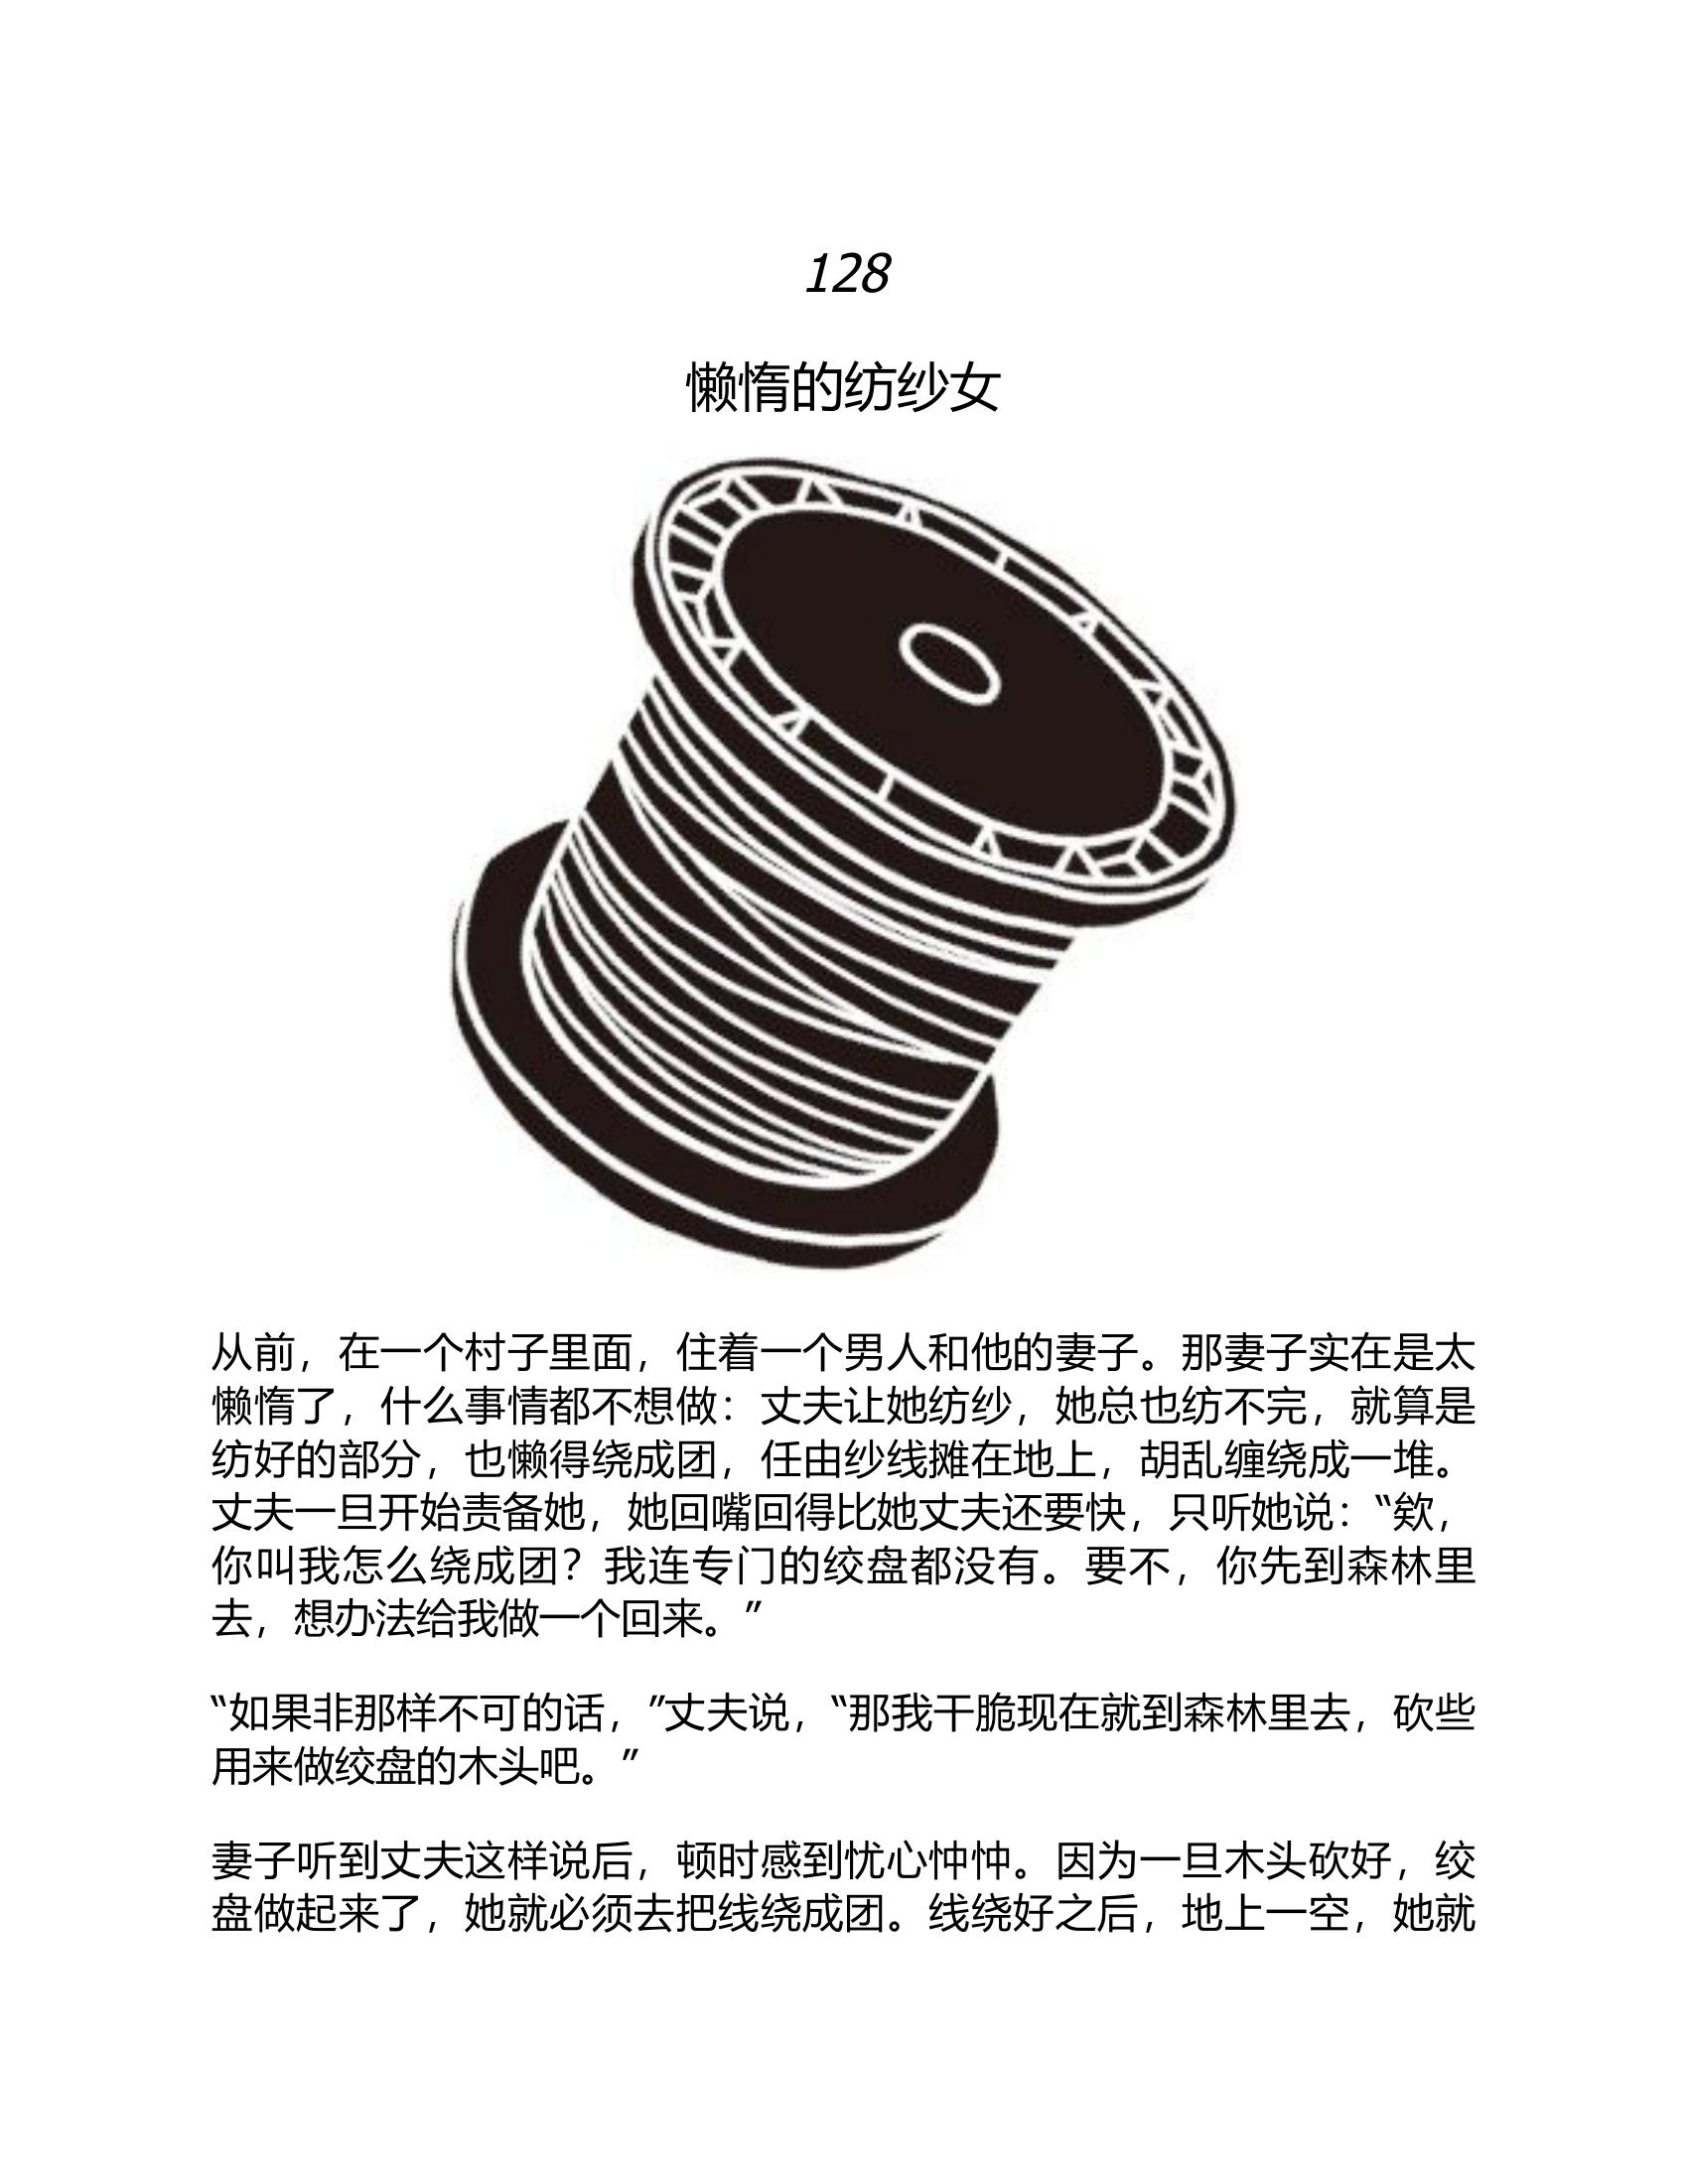 128
懒惰的纺纱女
从前，在一个村子里面，住着一个男人和他的妻子。那妻子实在是太
懒惰了，什么事情都不想做：丈夫让她纺纱，她总也纺不完，就算是
纺好的部分，也懒得绕成团，任由纱线摊在地上，胡乱缠绕成一堆。
丈夫一旦开始责备她，她回嘴回得比她丈夫还要快，只听她说：“欸，
你叫我怎么绕成团？我连专门的绞盘都没有。要不，你先到森林里
去，想办法给我做一个回来。”
“如果非那样不可的话，”丈夫说，“那我干脆现在就到森林里去，砍些
用来做绞盘的木头吧。”
妻子听到丈夫这样说后，顿时感到忧心忡忡。因为一旦木头砍好，绞
盘做起来了，她就必须去把线绕成团。线绕好之后，地上一空，她就